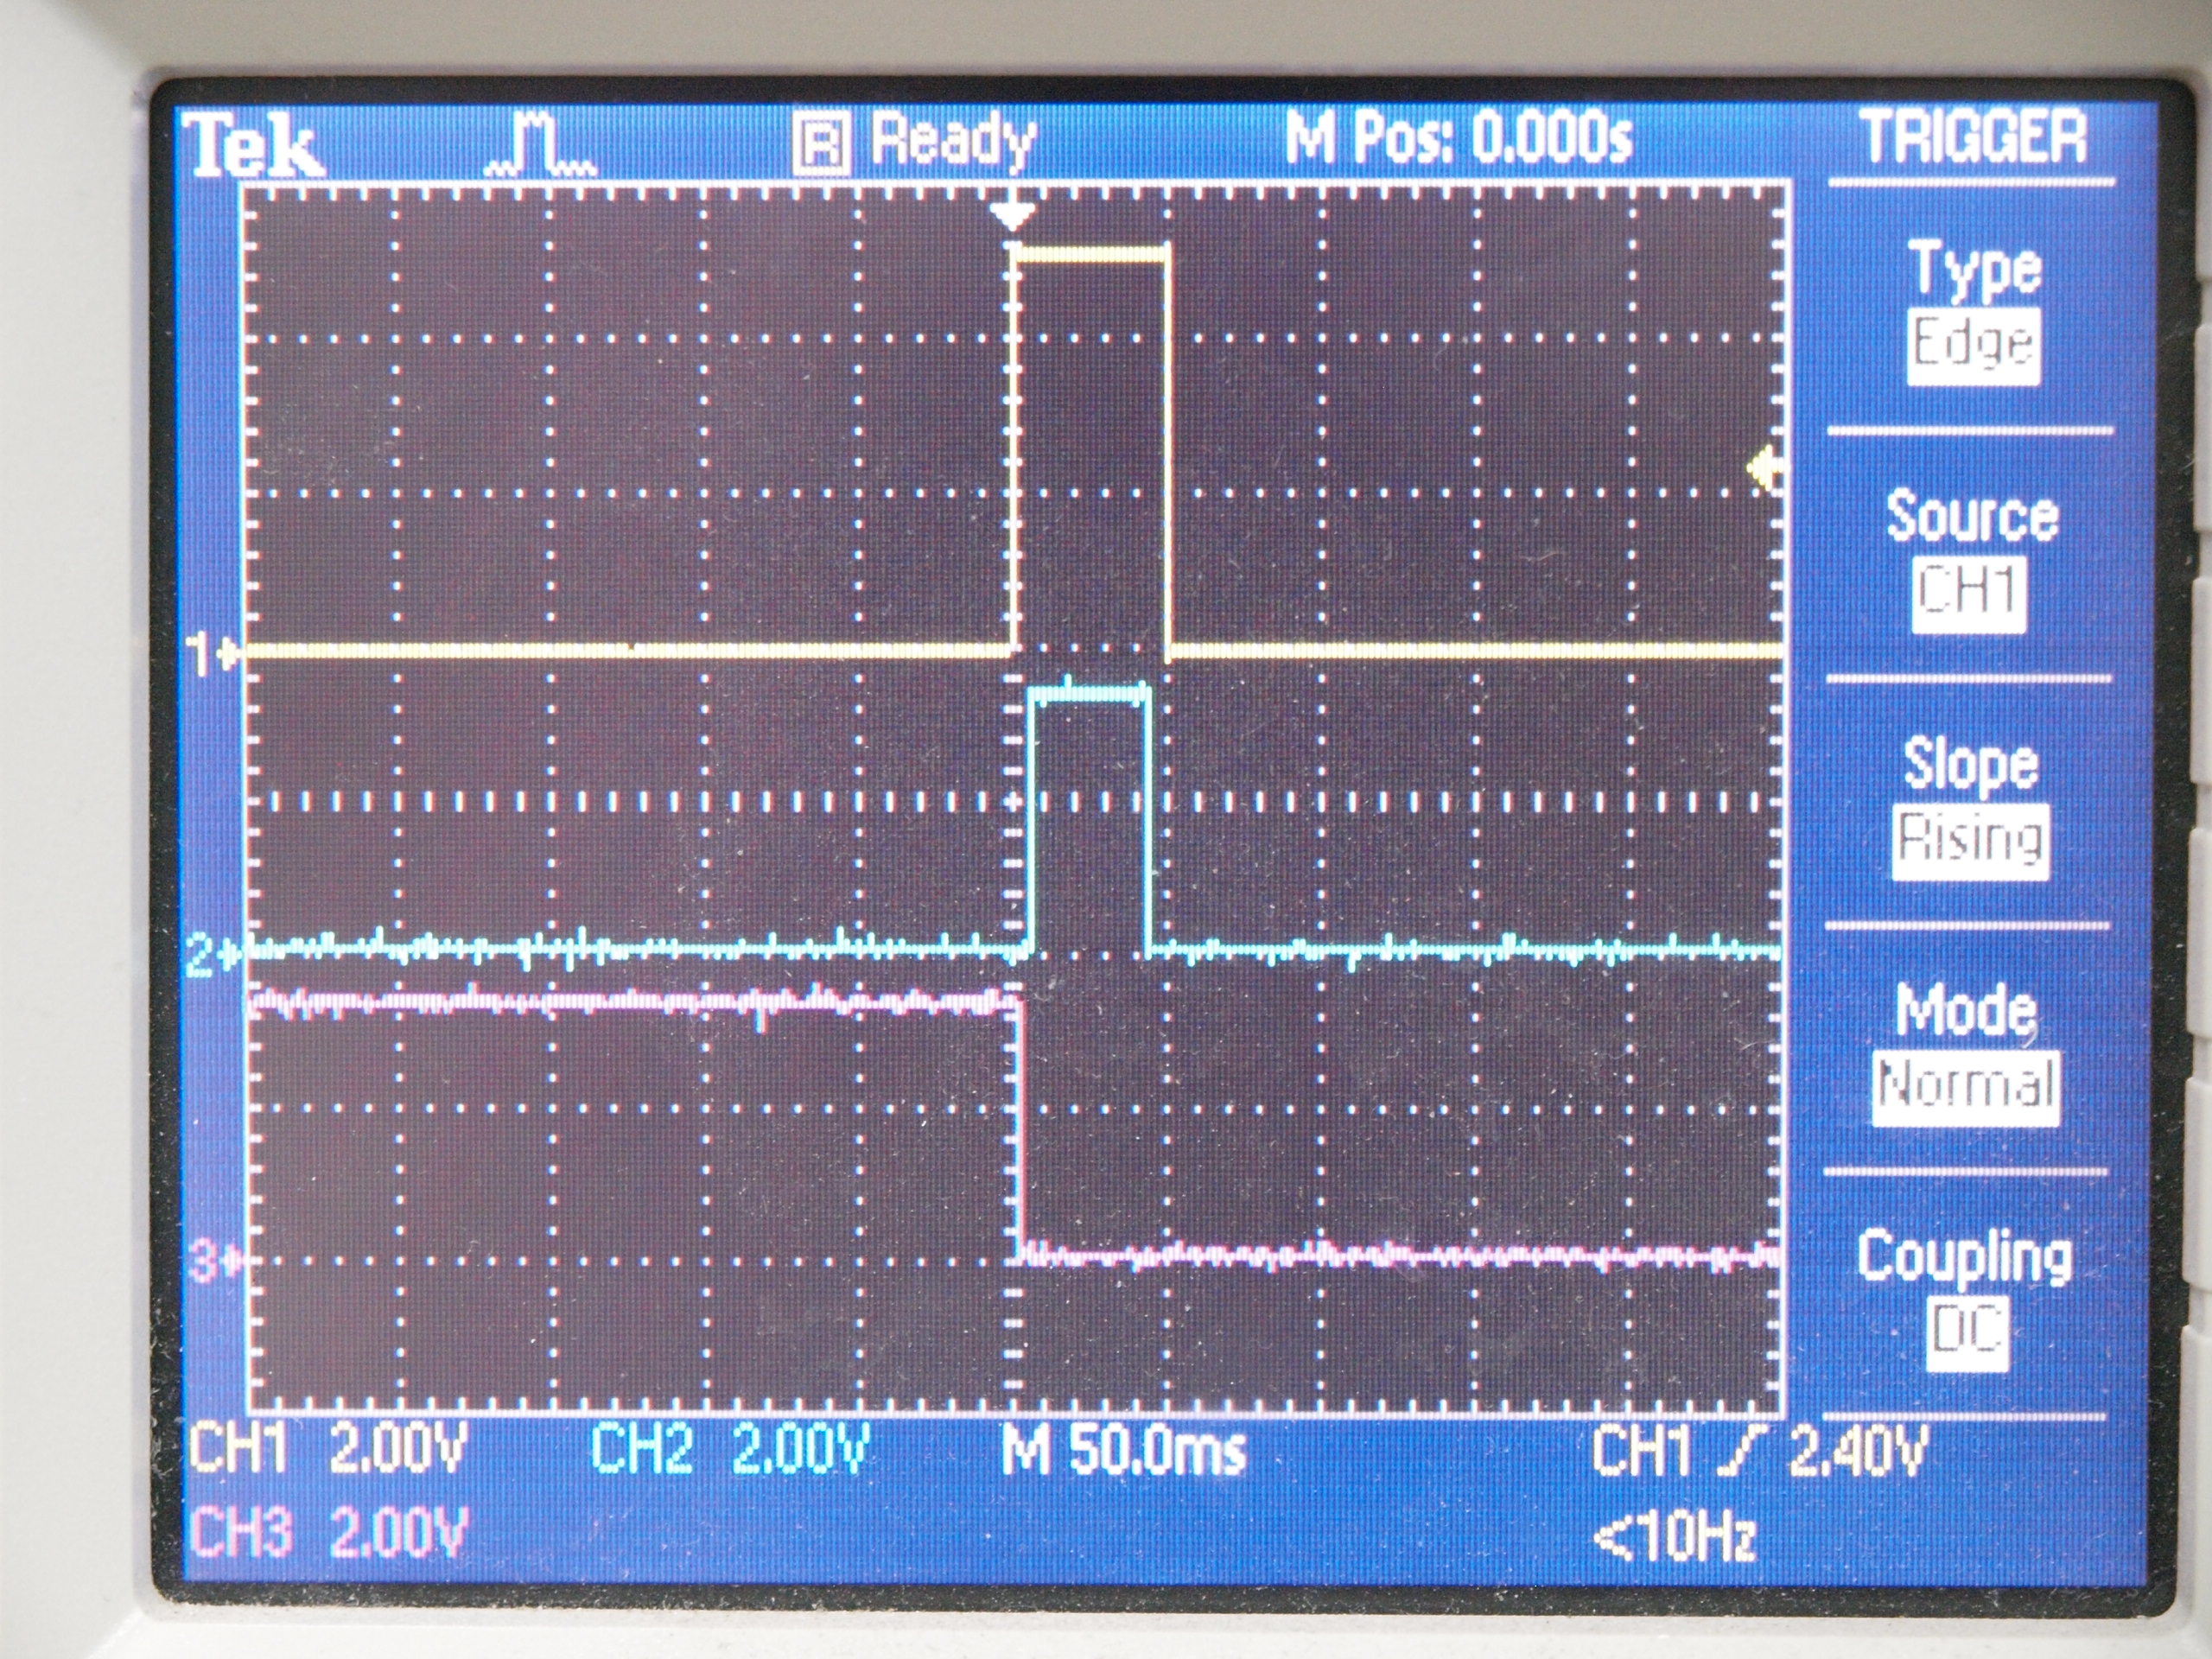 Tek R Ready M Pos: 0.000s TRIGGER
Type
Edge
Source
CH1
Slope
Rising
Mode
Normal
Coupling
DC
1
2
3
CH1 2.00V CH2 2.00V M 50.0ms CH1 2.40V
CH3 2.00V <10Hz